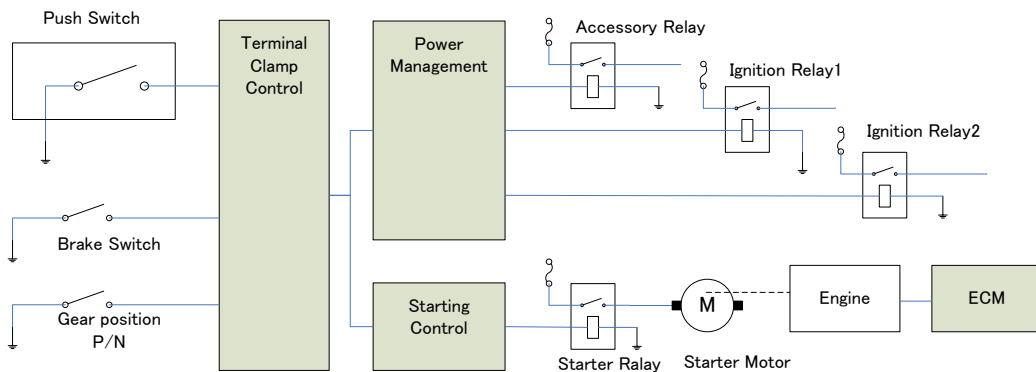 Push Switch
Terminal
Clamp
Control
Power
Management
Accessory Relay
Ignition Relay1
Ignition Relay2
Brake Switch
Gear position
P/N
Starting
Control
Starter Ralay
M
Starter Motor
Engine
ECM